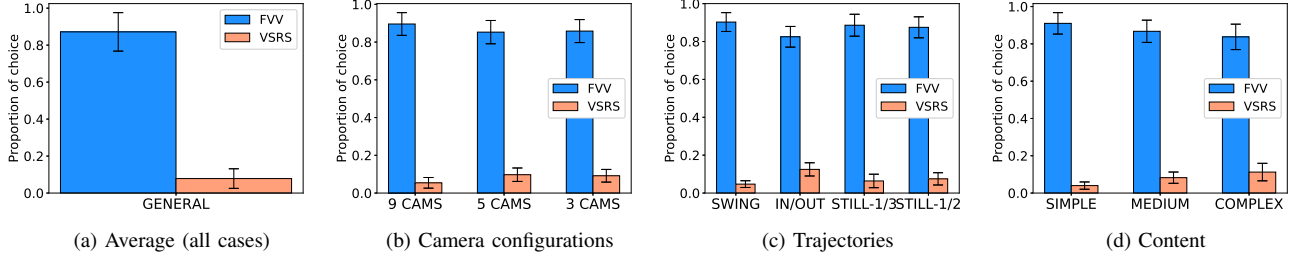 Proportion of choice
1.0
0.8
0.6
0.4
0.2
0.0
FVV
VSRS
GENERAL
(a) Average (all cases)
Proportion of choice
1.0
0.8
0.6
0.4
0.2
0.0
FVV
VSRS
9 CAMS 5 CAMS 3 CAMS
(b) Camera configurations
Proportion of choice
1.0
0.8
0.6
0.4
0.2
0.0
FVV
VSRS
SWING IN/OUT STILL-1/3 STILL-1/2
(c) Trajectories
Proportion of choice
1.0
0.8
0.6
0.4
0.2
0.0
FVV
VSRS
SIMPLE MEDIUM COMPLEX
(d) Content